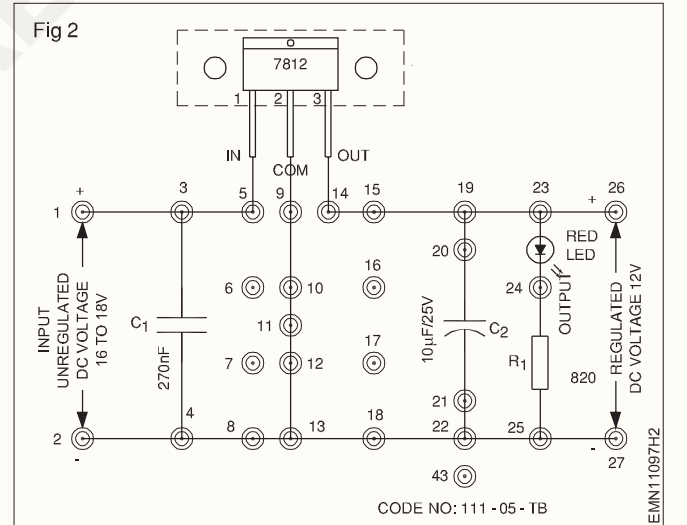 Fig 2
7812
1 2 3
IN
COM
OUT
3 5 9 14 15 19 23 26
1 + +
20
RED
LED
6 10 16 24
INPUT
UNREGULATED
DC VOLTAGE
16 TO 18V
C1
270nF
11
10µF/25V
C2
OUTPUT
REGULATED
DC VOLTAGE 12V
7 12 17
R1
820
21
4 8 13 18 22 25
2
-
-
27
43
CODE NO: 111 - 05 - TB
EMN11097H2